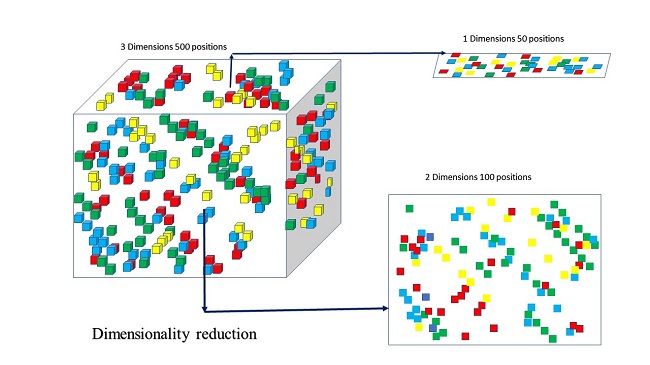 3 Dimensions 500 positions
1 Dimensions 50 positions
2 Dimensions 100 positions
Dimensionality reduction